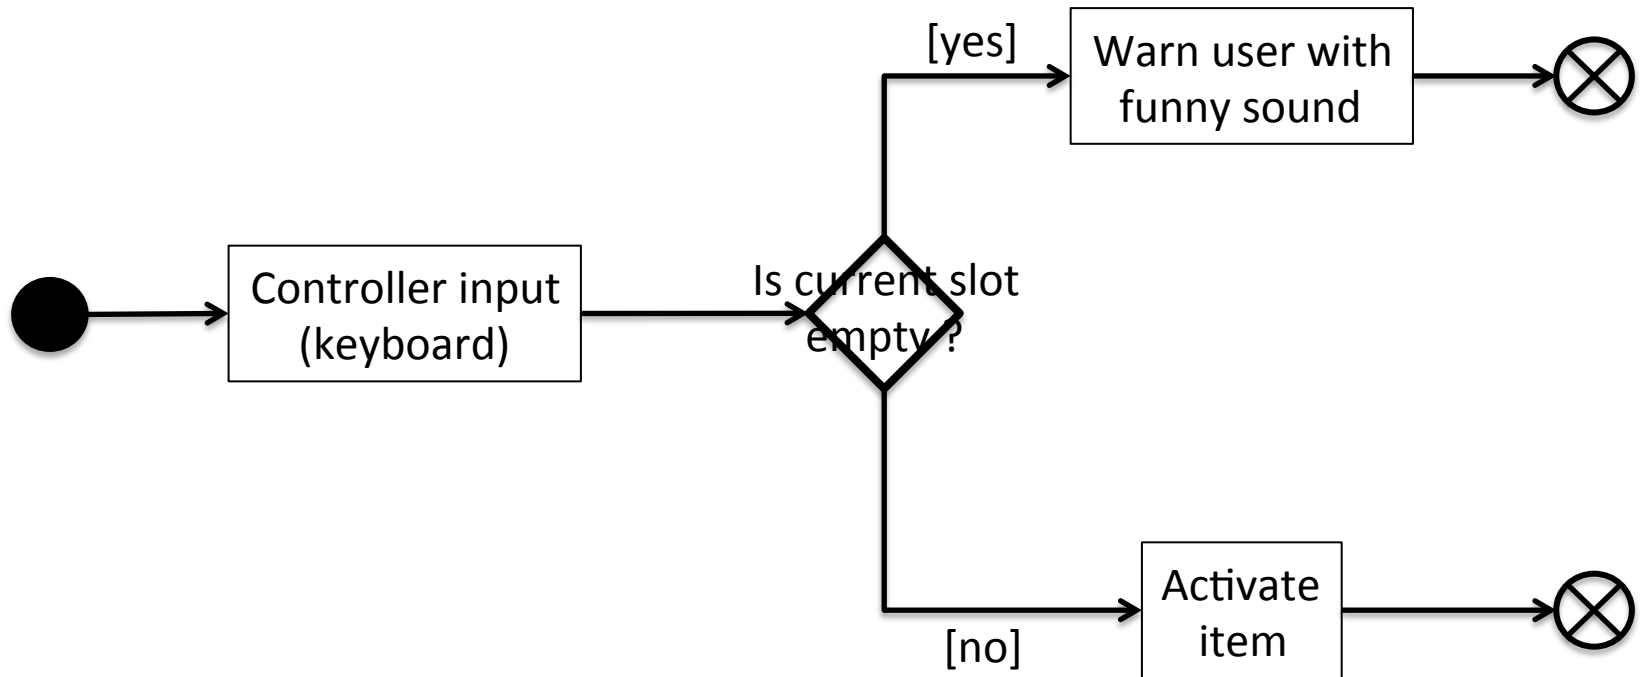 [yes]
Warn user with
funny sound
Controller input
(keyboard)
Is current slot
empty ?
[no]
Activate
item